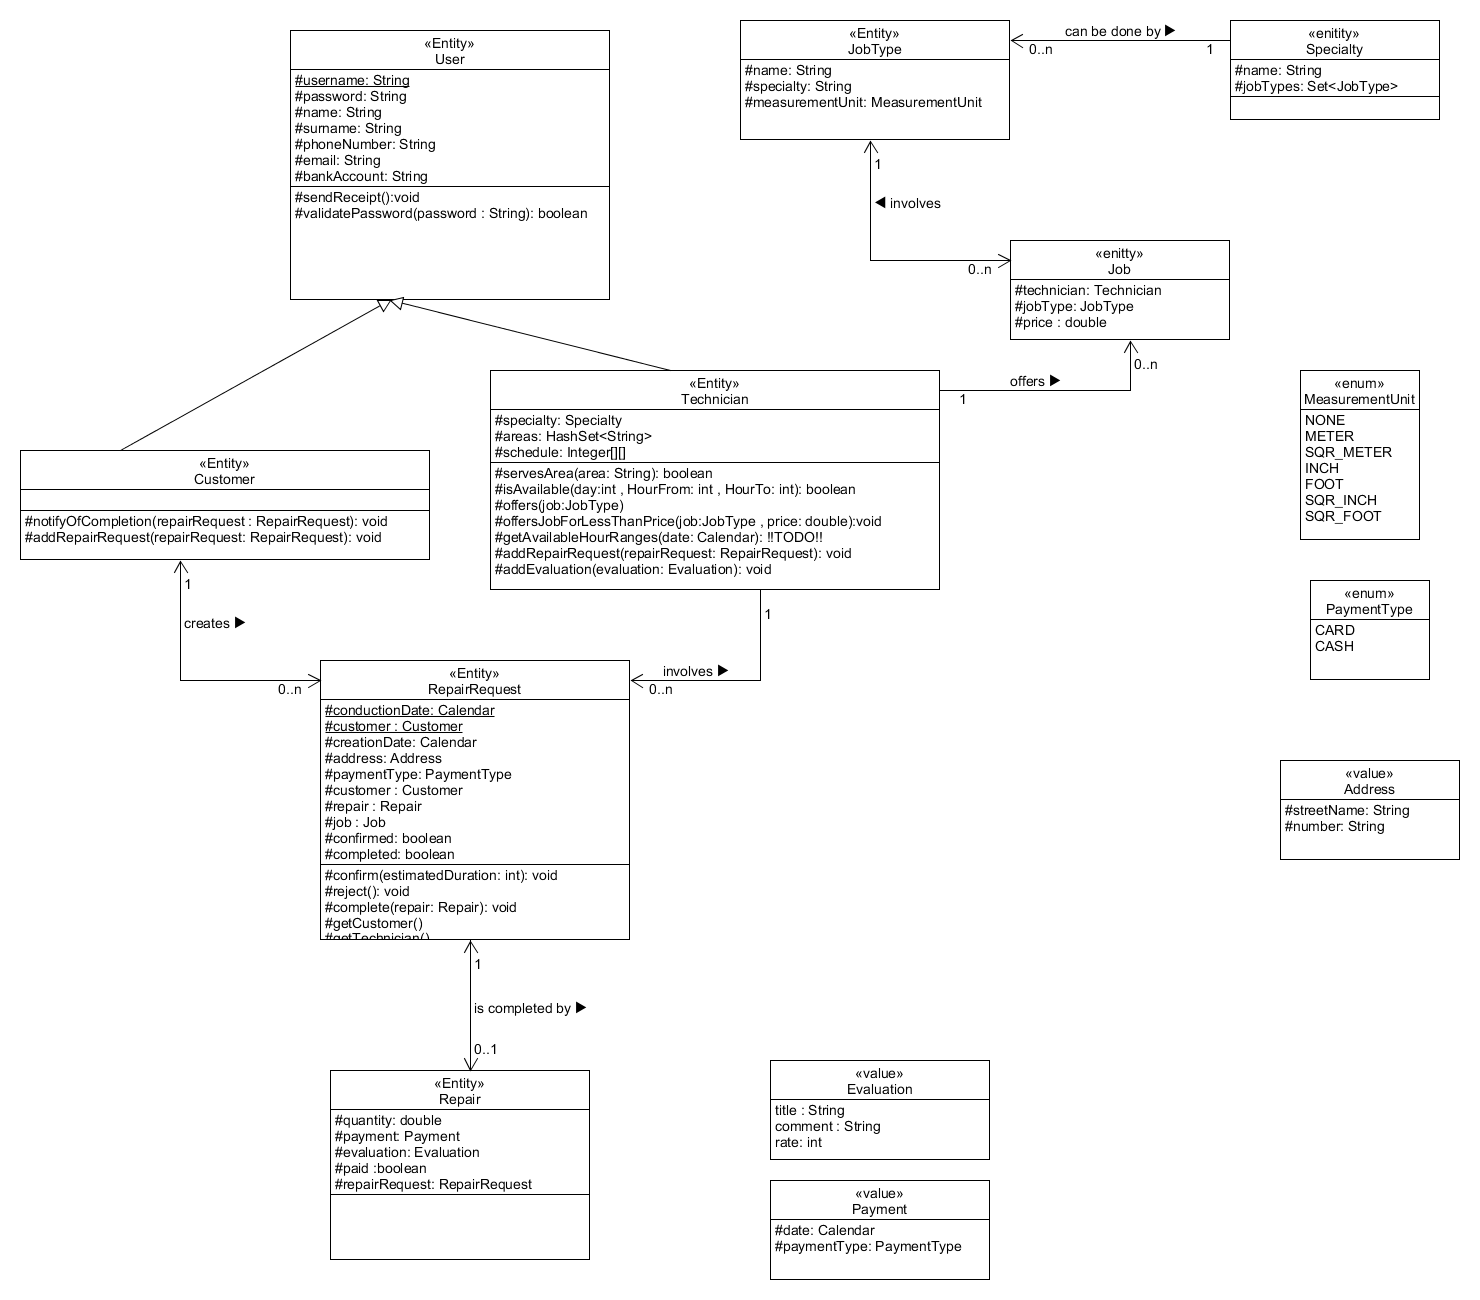 «Entity»
User
#username: String
#password: String
#name: String
#surname: String
#phoneNumber: String
#email: String
#bankAccount: String
#sendReceipt():void
#validatePassword(password : String): boolean
«Entity»
JobType
#name: String
#specialty: String
#measurementUnit: MeasurementUnit
can be done by ▶
0..n
1
«enitity»
Specialty
#name: String
#jobTypes: Set<JobType>
1
◀ involves
0..n
«enitty»
Job
#technician: Technician
#jobType: JobType
#price : double
0..n
offers ▶
1
«Entity»
Technician
#specialty: Specialty
#areas: HashSet<String>
#schedule: Integer[][]
#servesArea(area: String): boolean
#isAvailable(day:int , HourFrom: int , HourTo: int): boolean
#offers(job:JobType)
#offersJobForLessThanPrice(job:JobType , price: double):void
#getAvailableHourRanges(date: Calendar): !!TODO!!
#addRepairRequest(repairRequest: RepairRequest): void
#addEvaluation(evaluation: Evaluation): void
«enum»
MeasurementUnit
NONE
METER
SQR_METER
INCH
FOOT
SQR_INCH
SQR_FOOT
«Entity»
Customer
#notifyOfCompletion(repairRequest : RepairRequest): void
#addRepairRequest(repairRequest: RepairRequest): void
1
creates ▶
0..n
1
involves ▶
0..n
«enum»
PaymentType
CARD
CASH
«Entity»
RepairRequest
#conductionDate: Calendar
#customer : Customer
#creationDate: Calendar
#address: Address
#paymentType: PaymentType
#customer : Customer
#repair : Repair
#job : Job
#confirmed: boolean
#completed: boolean
#confirm(estimatedDuration: int): void
#reject(): void
#complete(repair: Repair): void
#getCustomer()
#getTechnician()
«value»
Address
#streetName: String
#number: String
1
is completed by ▶
0..1
«Entity»
Repair
#quantity: double
#payment: Payment
#evaluation: Evaluation
#paid :boolean
#repairRequest: RepairRequest
«value»
Evaluation
title : String
comment : String
rate: int
«value»
Payment
#date: Calendar
#paymentType: PaymentType